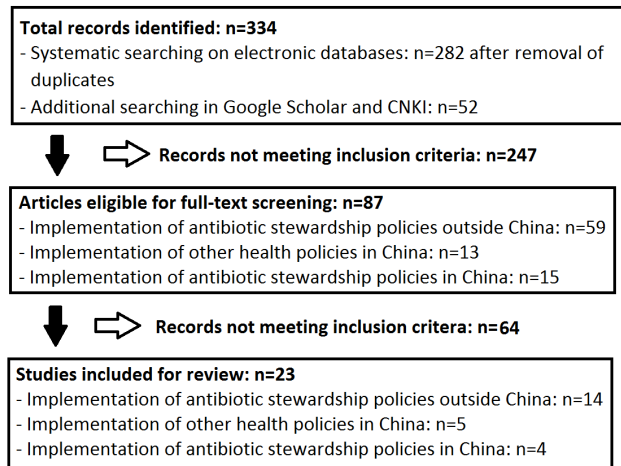 Total records identified: n=334
- Systematic searching on electronic databases: n=282 after removal of
duplicates
- Additional searching in Google Scholar and CNKI: n=52
Records not meeting inclusion criteria: n=247
Articles eligible for full-text screening: n=87
- Implementation of antibiotic stewardship policies outside China: n=59
- Implementation of other health policies in China: n=13
- Implementation of antibiotic stewardship policies in China: n=15
Records not meeting inclusion critera: n=64
Studies included for review: n=23
- Implementation of antibiotic stewardship policies outside China: n=14
- Implementation of other health policies in China: n=5
- Implementation of antibiotic stewardship policies in China: n=4